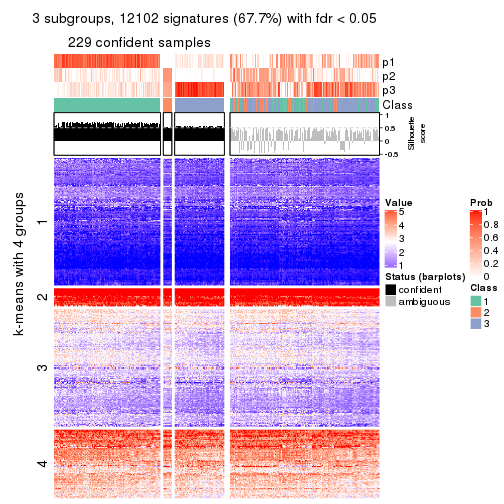 3 subgroups, 12102 signatures (67.7%) with fdr < 0.05
229 confident samples
p1
p2
p3
Class
1
0.5
0
-0.5
Silhouette
score
k-means with 4 groups
1
2
3
4
Value
5
4
3
2
1
Status (barplots)
confident
ambiguous
Prob
1
0.8
0.6
0.4
0.2
0
Class
1
2
3